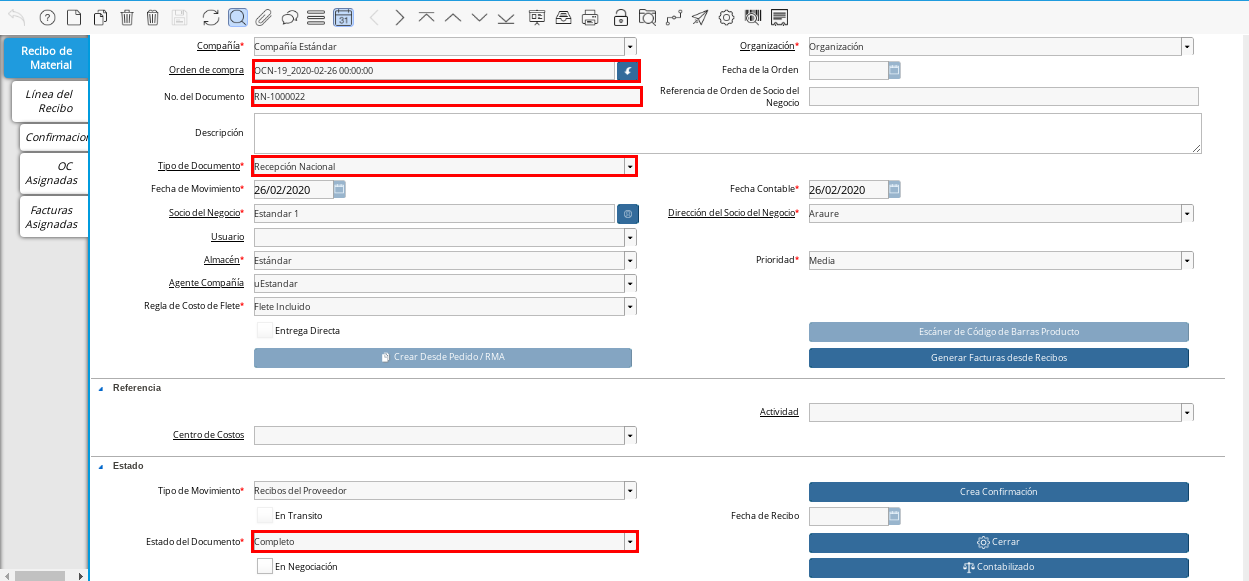 31
Recibo de
Material
Línea del
Recibo
Confirmacion
OC
Asignadas
Facturas
Asignadas
Compañía* Compañía Estándar Organización* Organización
Orden de compra OCN-19_2020-02-26 00:00:00 Fecha de la Orden
No. del Documento RN-1000022 Referencia de Orden de Socio del
Negocio
Descripción
Tipo de Documento* Recepción Nacional
Fecha de Movimiento* 26/02/2020 Fecha Contable* 26/02/2020
Socio del Negocio* Estandar 1 Dirección del Socio del Negocio* Araure
Usuario
Almacén* Estándar Prioridad* Media
Agente Compañía uEstandar
Regla de Costo de Flete* Flete Incluido
Entrega Directa Escáner de Código de Barras Producto
Crear Desde Pedido / RMA Generar Facturas desde Recibos
Referencia
Actividad
Centro de Costos
Estado
Tipo de Movimiento* Recibos del Proveedor Crea Confirmación
En Transito Fecha de Recibo
Estado del Documento* Completo Cerrar
En Negociación Contabilizado